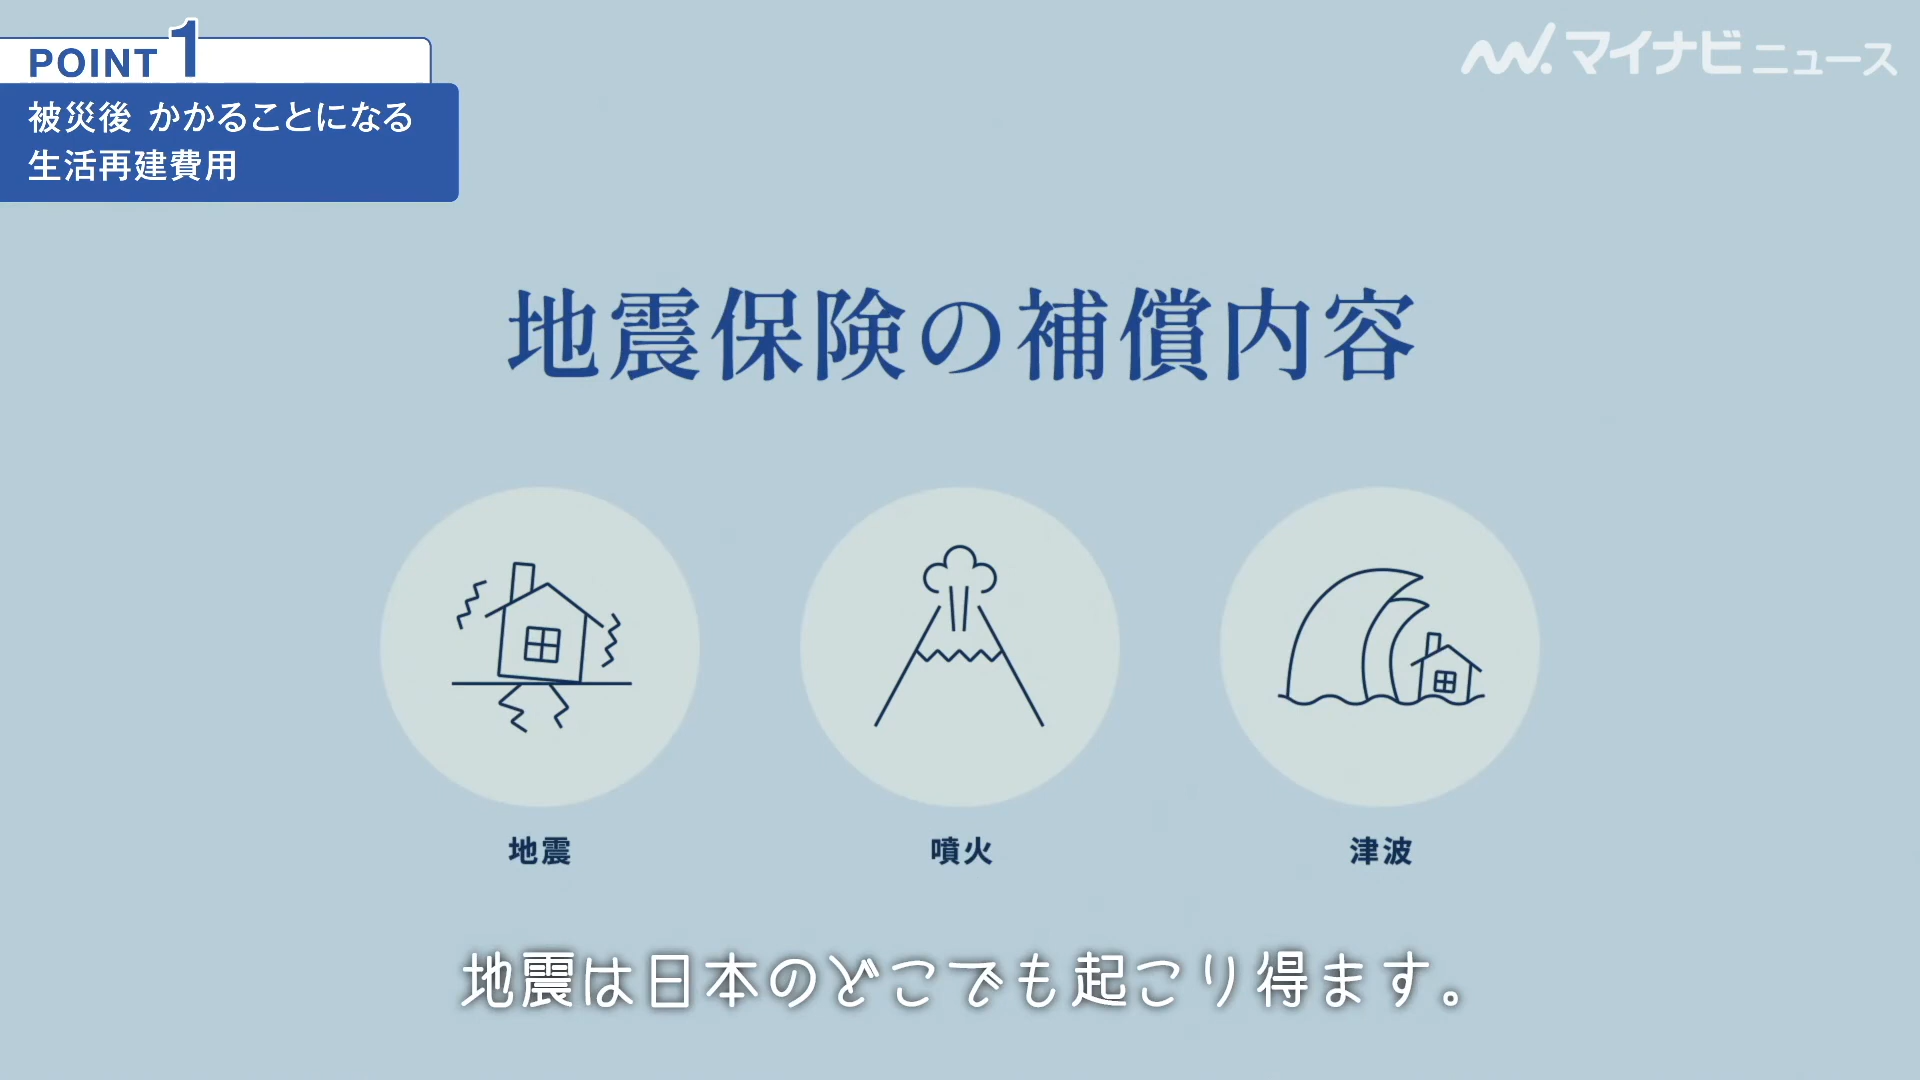 POINT 1
被災後 かかることになる
生活再建費用
マイナビニュース
地震保険の補償内容
地震
噴火
津波
地震は日本のどこでも起こり得ます。